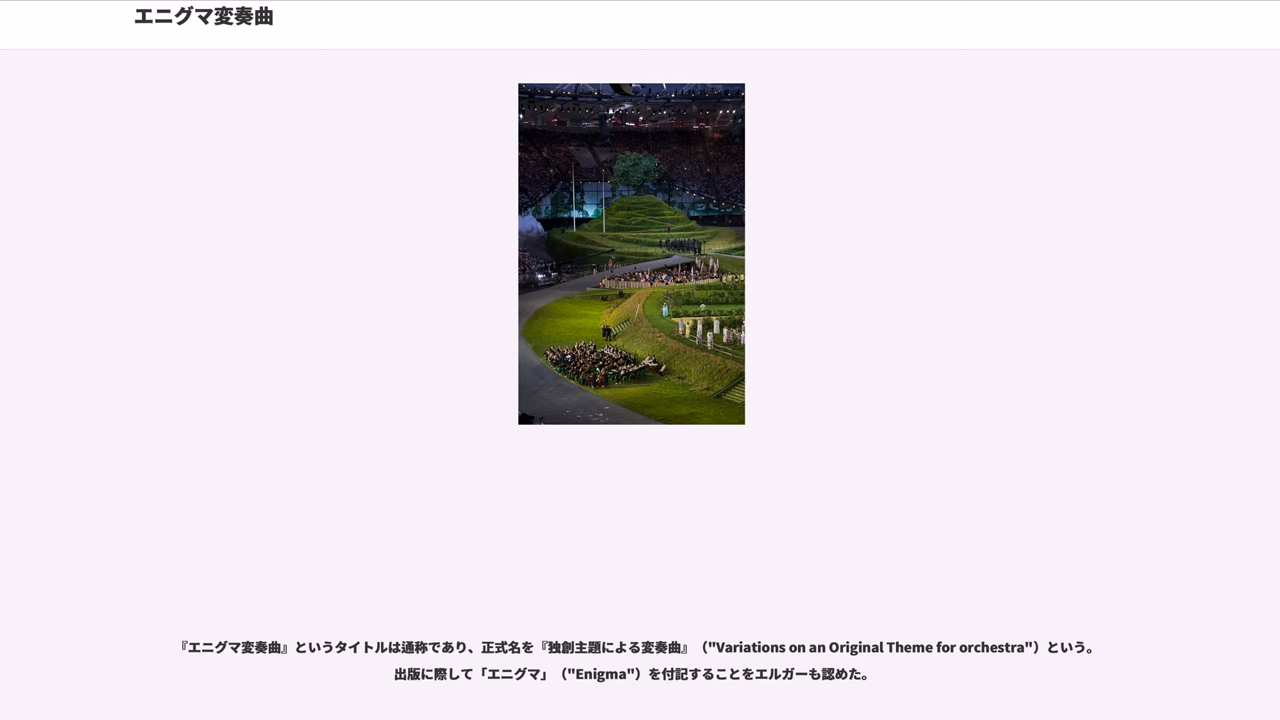 エニグマ変奏曲
『エニグマ変奏曲』というタイトルは通称であり、正式名を『独創主題による変奏曲』（"Variations on an Original Theme for orchestra"）という。
出版に際して「エニグマ」（"Enigma"）を付記することをエルガーも認めた。